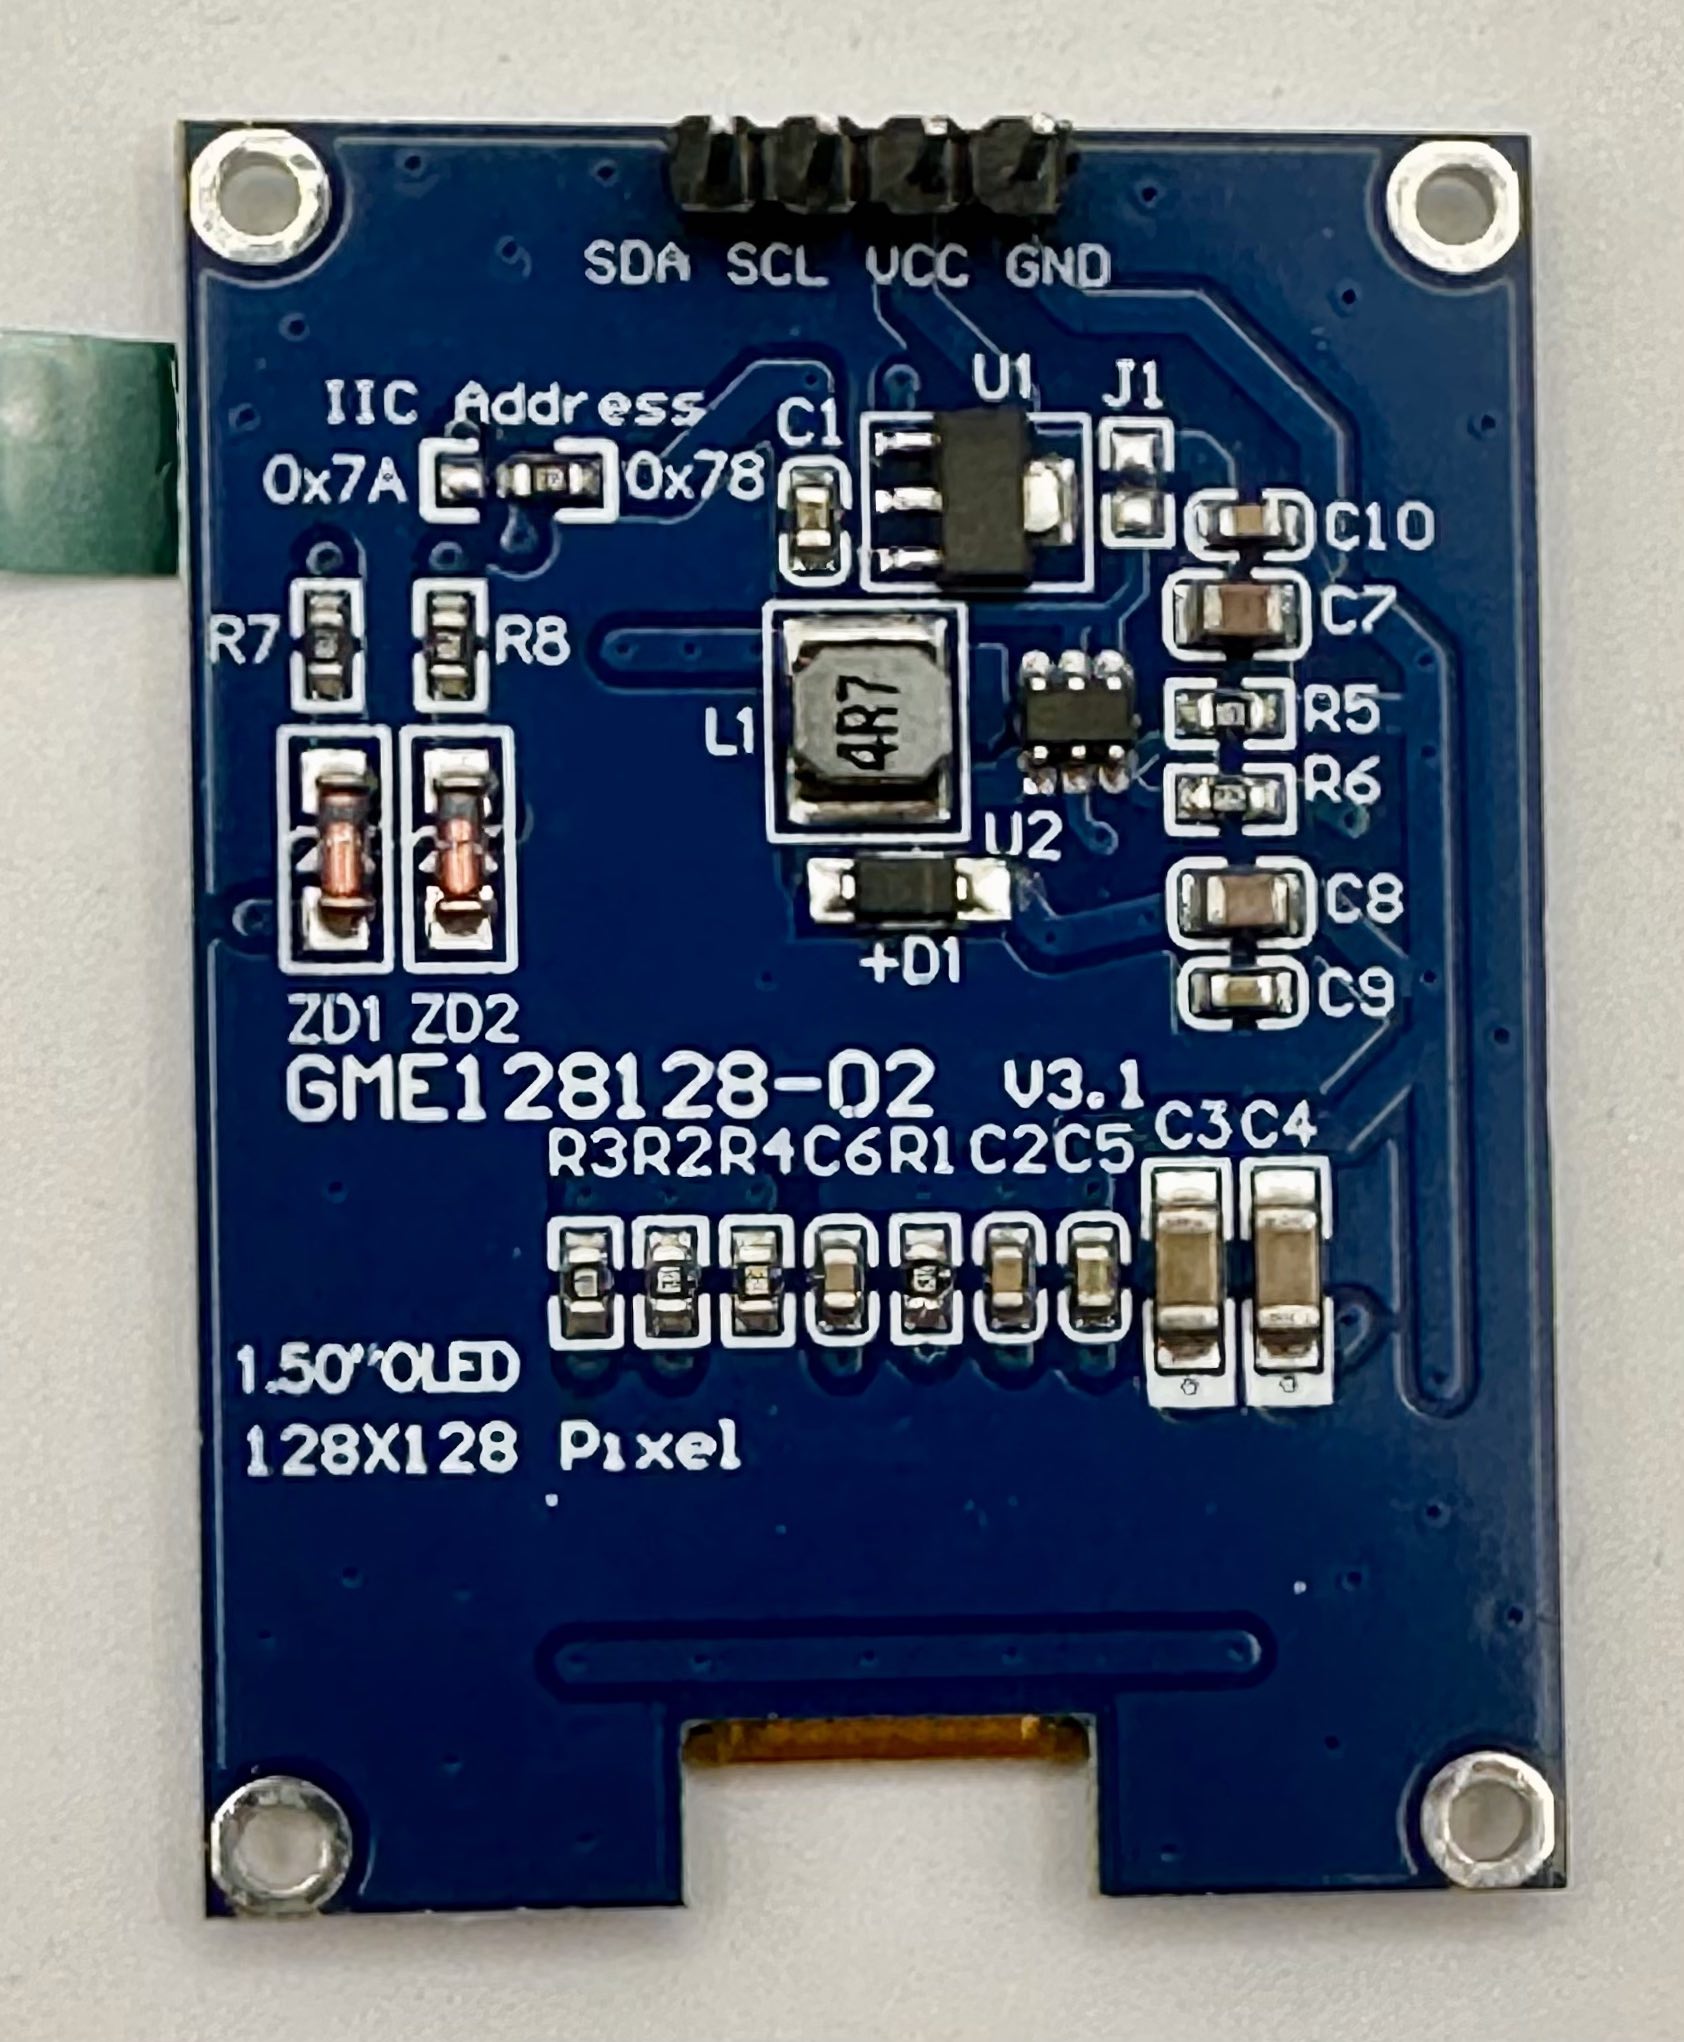 SDA SCL VCC GND
IIC Address
0x7A 0x78
C1
U1
J1
C10
C7
R7
R8
L1
4R7
R5
R6
U2
C8
+D1
C9
ZD1 ZD2
GME128128-02 V3.1
R3R2R4C6R1C2C5 C3C4
1.50"OLED
128X128 Pixel